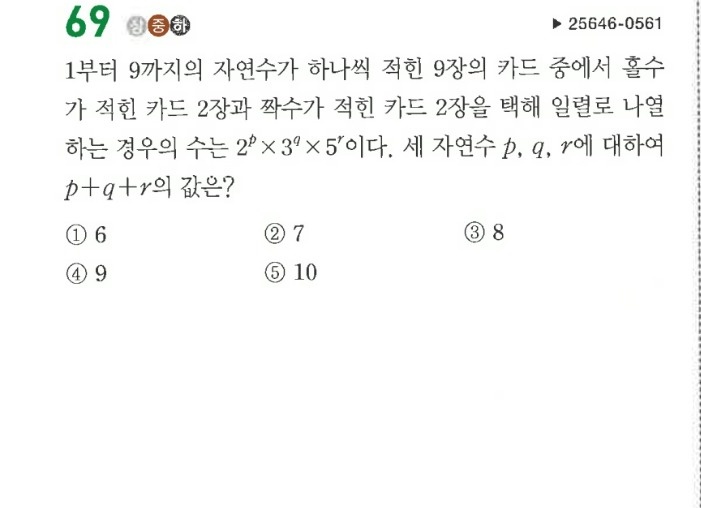 69 상중하 ▶ 25646-0561
1부터 9까지의 자연수가 하나씩 적힌 9장의 카드 중에서 홀수
가 적힌 카드 2장과 짝수가 적힌 카드 2장을 택해 일렬로 나열
하는 경우의 수는 2ᵖ×3^q×5ʳ이다. 세 자연수 p, q, r에 대하여
p+q+r의 값은?
① 6 ② 7 ③ 8
④ 9 ⑤ 10